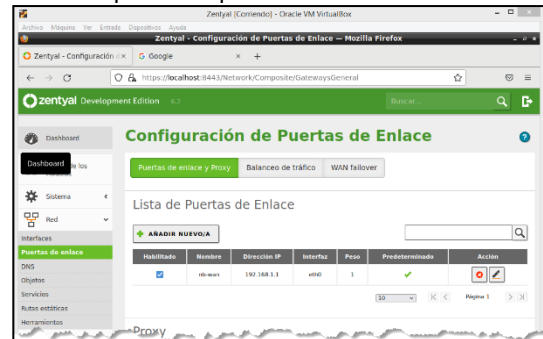 Zentyal (Corriendo) - Oracle VM VirtualBox
Archivo Máquina Ver Entrada Dispositivos Ayuda
Zentyal - Configuración de Puertas de Enlace — Mozilla Firefox
Zentyal - Configuración d
G Google
https://localhost:8443/Network/Composite/GatewaysGeneral
zentyal Development Edition 6.2
Buscar...
Dashboard
Configuración de Puertas de Enlace
Dashboard
de los
Puertas de enlace y Proxy
Balanceo de tráfico
WAN failover
Sistema
Red
Lista de Puertas de Enlace
AÑADIR NUEVO/A
Interfaces
Puertas de enlace
DNS
Objetos
Servicios
Rutas estáticas
Herramientas
Habilitado Nombre Dirección IP Interfaz Peso Predeterminado Acción
nb-wan 192.168.1.1 eth0 1
10
Página 1
Proxy